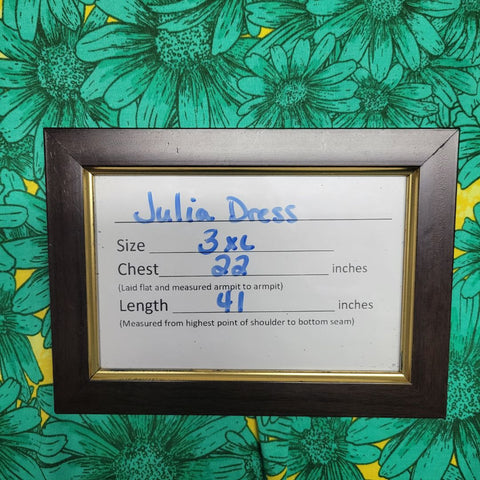 Julia Dress
Size 3XL
Chest 22 inches
(Laid flat and measured armpit to armpit)
Length 41 inches
(Measured from highest point of shoulder to bottom seam)